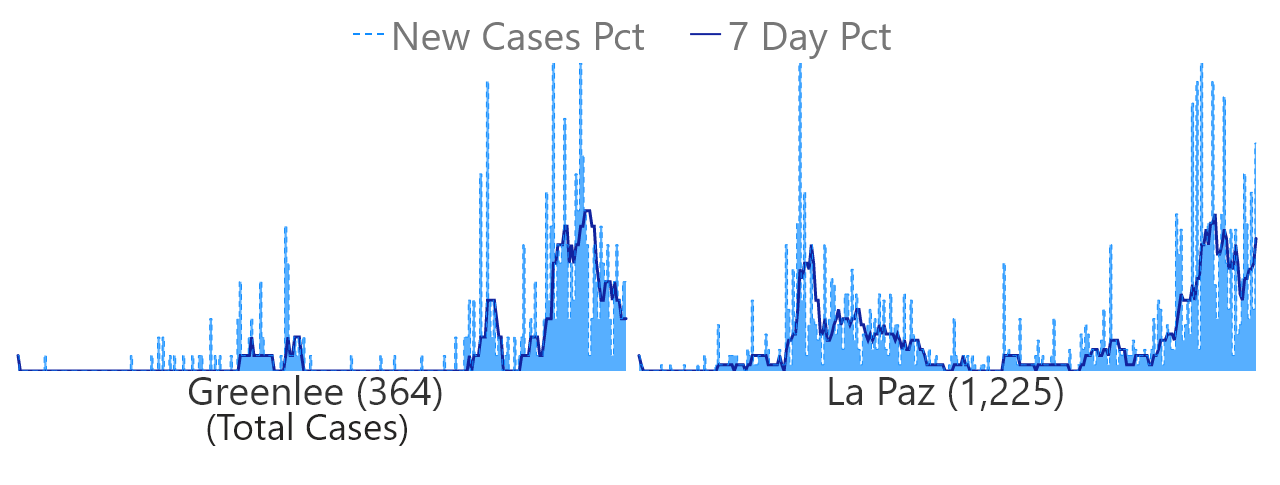 New Cases Pct 7 Day Pct
Greenlee (364)
(Total Cases)
La Paz (1,225)